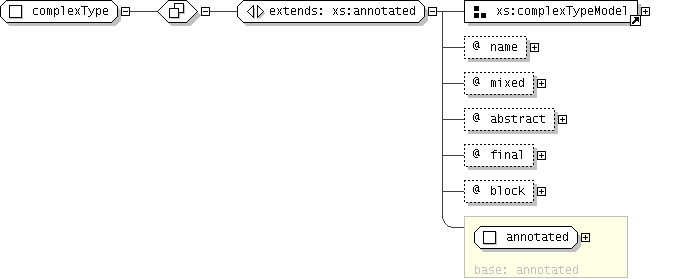 complexType
extends: xs:annotated
xs:complexTypeModel
@ name
@ mixed
@ abstract
@ final
@ block
annotated
base: annotated